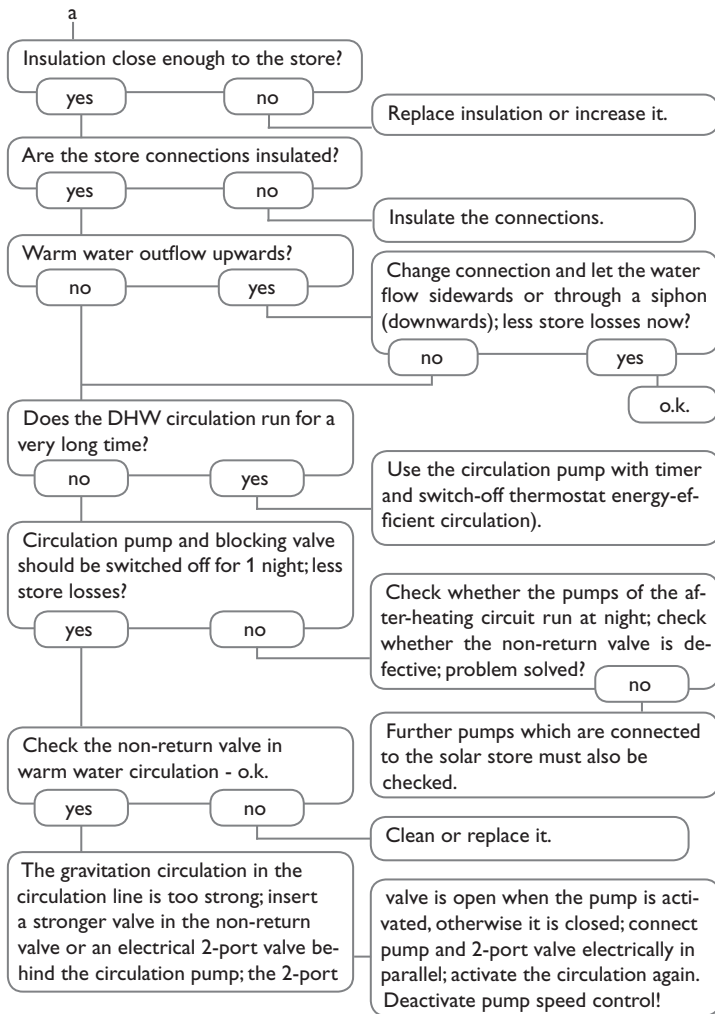 a
Insulation close enough to the store?
yes
no
Replace insulation or increase it.
Are the store connections insulated?
yes
no
Insulate the connections.
Warm water outflow upwards?
no
yes
Change connection and let the water
flow sidewards or through a siphon
(downwards); less store losses now?
no
yes
o.k.
Does the DHW circulation run for a
very long time?
no
yes
Use the circulation pump with timer
and switch-off thermostat energy-ef-
ficient circulation).
Circulation pump and blocking valve
should be switched off for 1 night; less
store losses?
yes
no
Check whether the pumps of the af-
ter-heating circuit run at night; check
whether the non-return valve is de-
fective; problem solved?
no
Further pumps which are connected
to the solar store must also be
checked.
Check the non-return valve in
warm water circulation - o.k.
yes
no
Clean or replace it.
The gravitation circulation in the
circulation line is too strong; insert
a stronger valve in the non-return
valve or an electrical 2-port valve be-
hind the circulation pump; the 2-port
valve is open when the pump is acti-
vated, otherwise it is closed; connect
pump and 2-port valve electrically in
parallel; activate the circulation again.
Deactivate pump speed control!